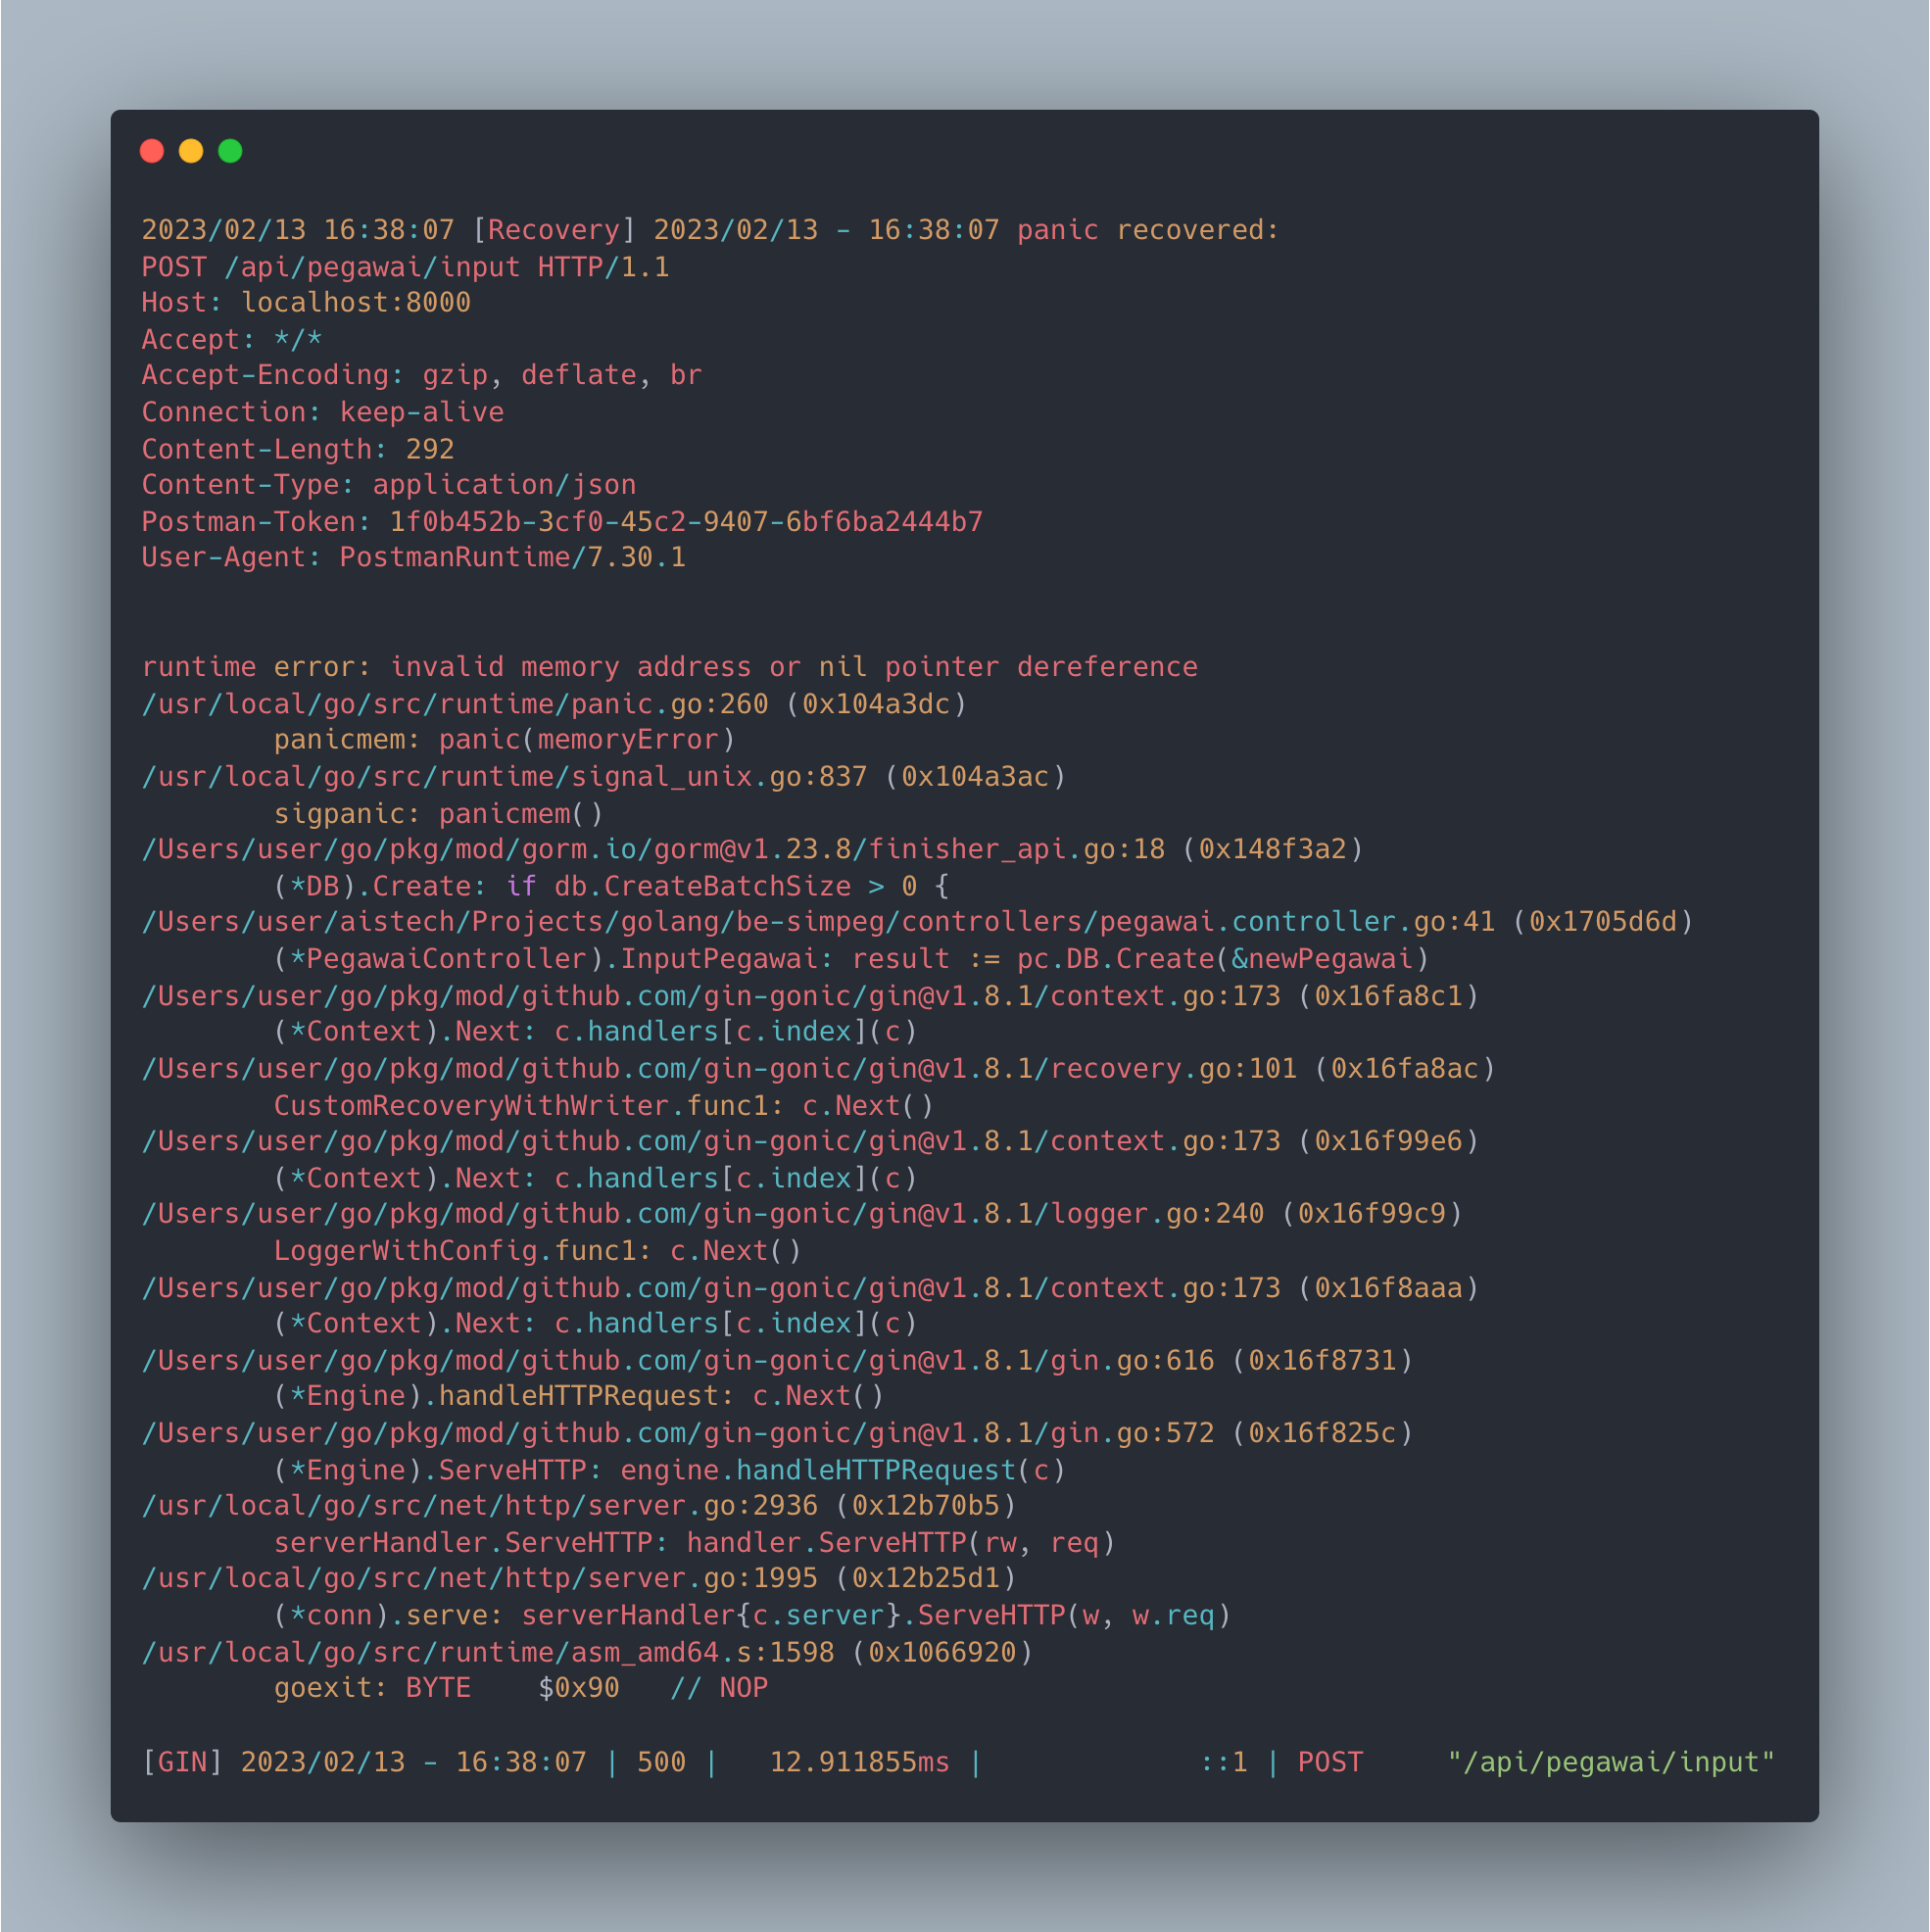 2023/02/13 16:38:07 [Recovery] 2023/02/13 - 16:38:07 panic recovered:
POST /api/pegawai/input HTTP/1.1
Host: localhost:8000
Accept: */*
Accept-Encoding: gzip, deflate, br
Connection: keep-alive
Content-Length: 292
Content-Type: application/json
Postman-Token: 1f0b452b-3cf0-45c2-9407-6bf6ba2444b7
User-Agent: PostmanRuntime/7.30.1
runtime error: invalid memory address or nil pointer dereference
/usr/local/go/src/runtime/panic.go:260 (0x104a3dc)
        panicmem: panic(memoryError)
/usr/local/go/src/runtime/signal_unix.go:837 (0x104a3ac)
        sigpanic: panicmem()
/Users/user/go/pkg/mod/gorm.io/gorm@v1.23.8/finisher_api.go:18 (0x148f3a2)
        (*DB).Create: if db.CreateBatchSize > 0 {
/Users/user/aistech/Projects/golang/be-simpeg/controllers/pegawai.controller.go:41 (0x1705d6d)
        (*PegawaiController).InputPegawai: result := pc.DB.Create(&newPegawai)
/Users/user/go/pkg/mod/github.com/gin-gonic/gin@v1.8.1/context.go:173 (0x16fa8c1)
        (*Context).Next: c.handlers[c.index](c)
/Users/user/go/pkg/mod/github.com/gin-gonic/gin@v1.8.1/recovery.go:101 (0x16fa8ac)
        CustomRecoveryWithWriter.func1: c.Next()
/Users/user/go/pkg/mod/github.com/gin-gonic/gin@v1.8.1/context.go:173 (0x16f99e6)
        (*Context).Next: c.handlers[c.index](c)
/Users/user/go/pkg/mod/github.com/gin-gonic/gin@v1.8.1/logger.go:240 (0x16f99c9)
        LoggerWithConfig.func1: c.Next()
/Users/user/go/pkg/mod/github.com/gin-gonic/gin@v1.8.1/context.go:173 (0x16f8aaa)
        (*Context).Next: c.handlers[c.index](c)
/Users/user/go/pkg/mod/github.com/gin-gonic/gin@v1.8.1/gin.go:616 (0x16f8731)
        (*Engine).handleHTTPRequest: c.Next()
/Users/user/go/pkg/mod/github.com/gin-gonic/gin@v1.8.1/gin.go:572 (0x16f825c)
        (*Engine).ServeHTTP: engine.handleHTTPRequest(c)
/usr/local/go/src/net/http/server.go:2936 (0x12b70b5)
        serverHandler.ServeHTTP: handler.ServeHTTP(rw, req)
/usr/local/go/src/net/http/server.go:1995 (0x12b25d1)
        (*conn).serve: serverHandler{c.server}.ServeHTTP(w, w.req)
/usr/local/go/src/runtime/asm_amd64.s:1598 (0x1066920)
        goexit: BYTE    $0x90   // NOP
[GIN] 2023/02/13 - 16:38:07 | 500 |   12.911855ms |             ::1 | POST     "/api/pegawai/input"